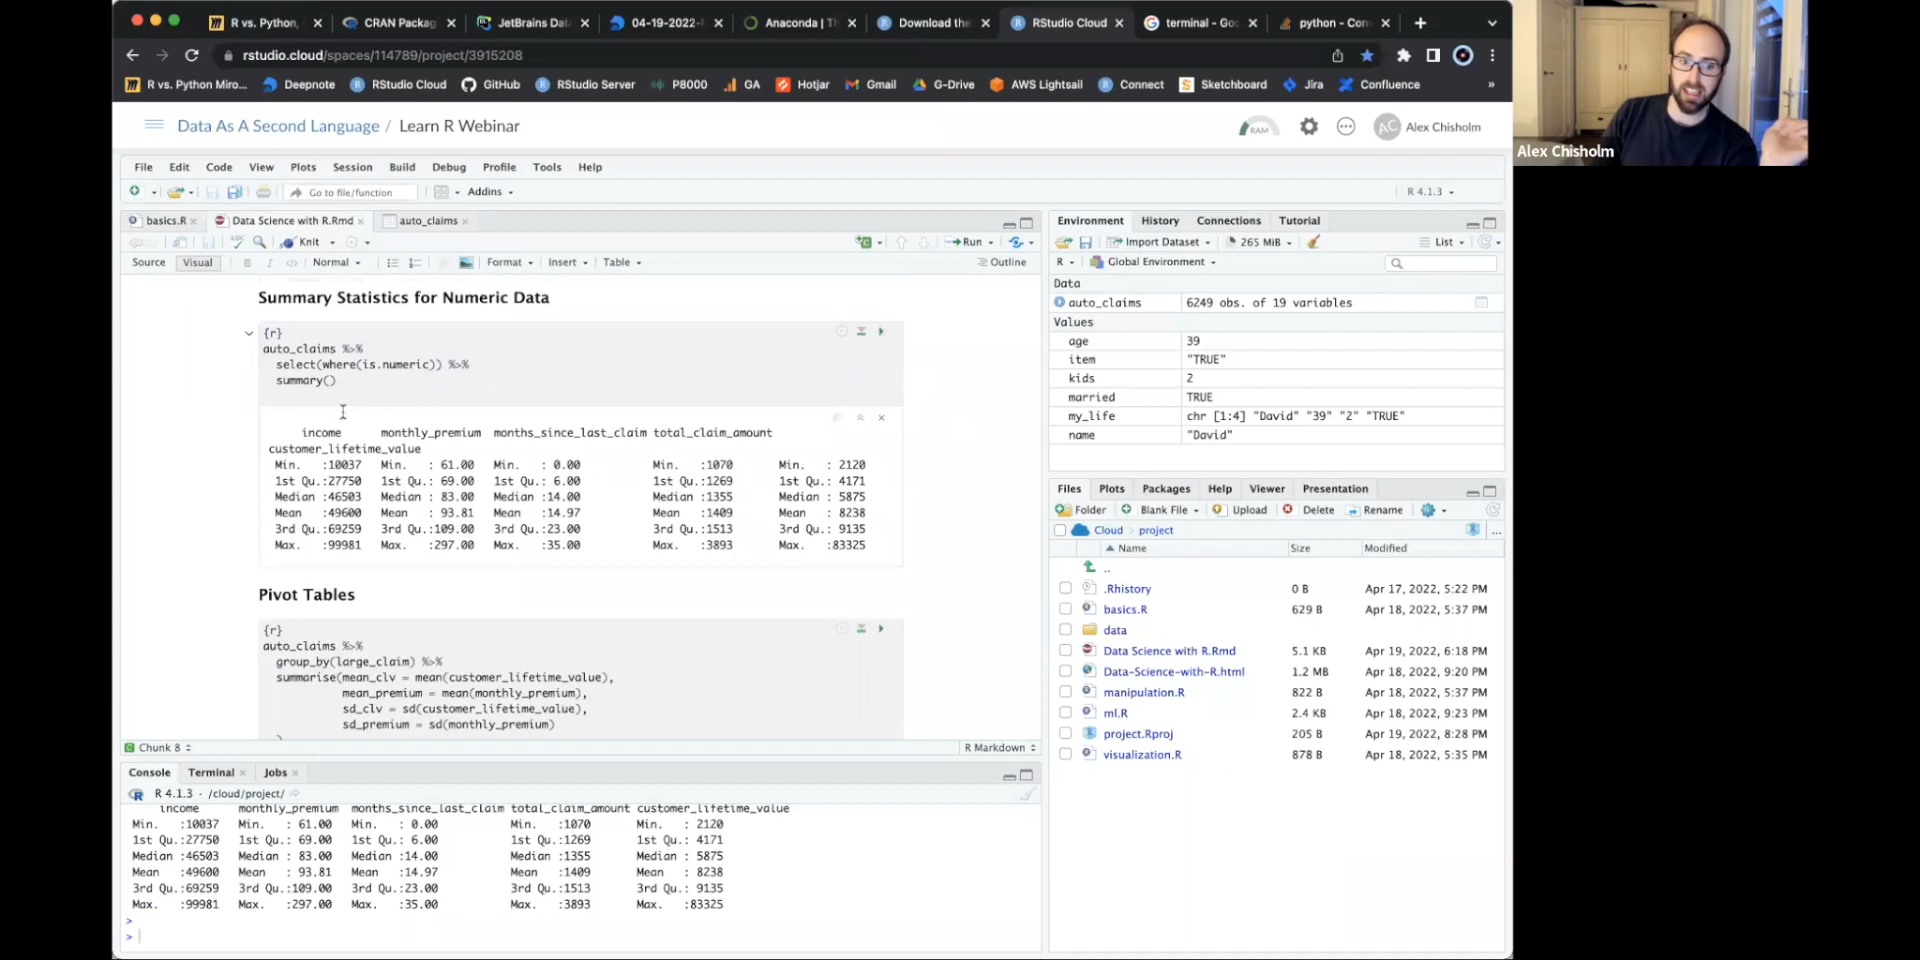 R vs. Python,
CRAN Packag
JetBrains Dat
04-19-2022-
Anaconda | Th
Download the
RStudio Cloud
terminal - Goo
python - Con
rstudio.cloud/spaces/114789/project/3915208
R vs. Python Miro...
Deepnote
RStudio Cloud
GitHub
RStudio Server
P8000
GA
Hotjar
Gmail
G-Drive
AWS Lightsail
Connect
Sketchboard
Jira
Confluence
»
Data As A Second Language / Learn R Webinar
RAM
AC Alex Chisholm
Alex Chisholm
File Edit Code View Plots Session Build Debug Profile Tools Help
Go to file/function
Addins
R 4.1.3
basics.R
Data Science with R.Rmd
auto_claims
Knit
Run
Source Visual B I </> Normal Format Insert Table Outline
Summary Statistics for Numeric Data
{r}
auto_claims %>%
select(where(is.numeric)) %>%
summary()
income monthly_premium months_since_last_claim total_claim_amount
customer_lifetime_value
Min. :10037 Min. : 61.00 Min. : 0.00 Min. :1070 Min. : 2120
1st Qu.:27750 1st Qu.: 69.00 1st Qu.: 6.00 1st Qu.:1269 1st Qu.: 4171
Median :46503 Median : 83.00 Median :14.00 Median :1355 Median : 5875
Mean :49600 Mean : 93.81 Mean :14.97 Mean :1409 Mean : 8238
3rd Qu.:69259 3rd Qu.:109.00 3rd Qu.:23.00 3rd Qu.:1513 3rd Qu.: 9135
Max. :99981 Max. :297.00 Max. :35.00 Max. :3893 Max. :83325
Pivot Tables
{r}
auto_claims %>%
group_by(large_claim) %>%
summarise(mean_clv = mean(customer_lifetime_value),
mean_premium = mean(monthly_premium),
sd_clv = sd(customer_lifetime_value),
sd_premium = sd(monthly_premium)
Chunk 8
R Markdown
Console Terminal Jobs
R 4.1.3 · /cloud/project/
income monthly_premium months_since_last_claim total_claim_amount customer_lifetime_value
Min. :10037 Min. : 61.00 Min. : 0.00 Min. :1070 Min. : 2120
1st Qu.:27750 1st Qu.: 69.00 1st Qu.: 6.00 1st Qu.:1269 1st Qu.: 4171
Median :46503 Median : 83.00 Median :14.00 Median :1355 Median : 5875
Mean :49600 Mean : 93.81 Mean :14.97 Mean :1409 Mean : 8238
3rd Qu.:69259 3rd Qu.:109.00 3rd Qu.:23.00 3rd Qu.:1513 3rd Qu.: 9135
Max. :99981 Max. :297.00 Max. :35.00 Max. :3893 Max. :83325
>
>
Environment History Connections Tutorial
Import Dataset 265 MiB List
R Global Environment
Data
auto_claims 6249 obs. of 19 variables
Values
age 39
item "TRUE"
kids 2
married TRUE
my_life chr [1:4] "David" "39" "2" "TRUE"
name "David"
Files Plots Packages Help Viewer Presentation
Folder Blank File Upload Delete Rename
Cloud project ...
Name Size Modified
..
.Rhistory 0 B Apr 17, 2022, 5:22 PM
basics.R 629 B Apr 18, 2022, 5:37 PM
data
Data Science with R.Rmd 5.1 KB Apr 19, 2022, 6:18 PM
Data-Science-with-R.html 1.2 MB Apr 18, 2022, 9:20 PM
manipulation.R 822 B Apr 18, 2022, 5:37 PM
ml.R 2.4 KB Apr 18, 2022, 9:23 PM
project.Rproj 205 B Apr 19, 2022, 8:28 PM
visualization.R 878 B Apr 18, 2022, 5:35 PM